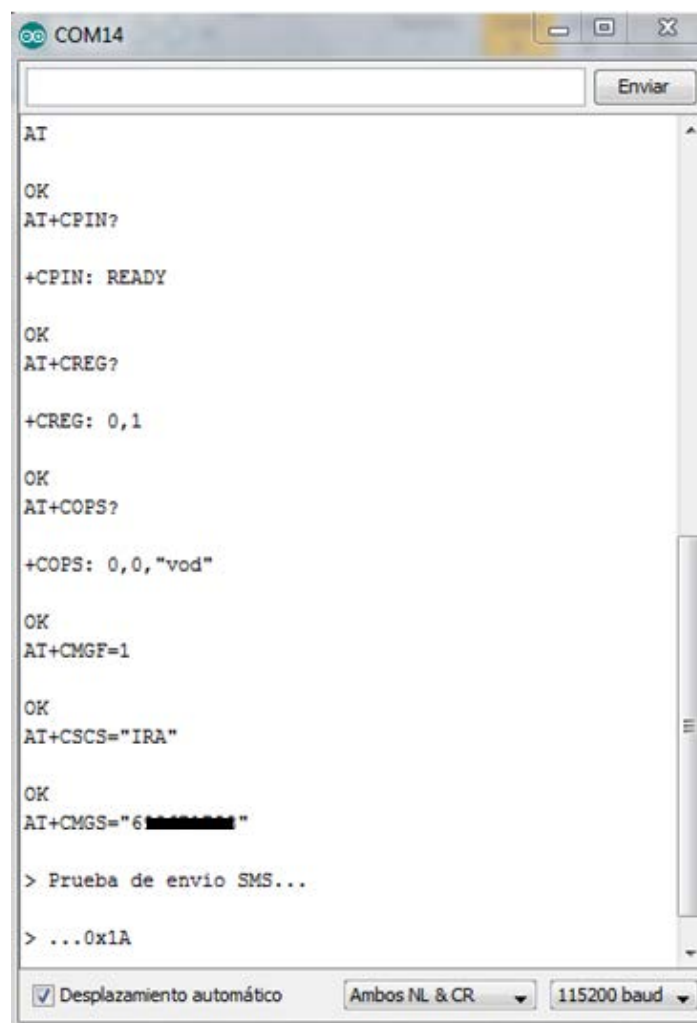 COM14
Enviar
AT
OK
AT+CPIN?
+CPIN: READY
OK
AT+CREG?
+CREG: 0,1
OK
AT+COPS?
+COPS: 0,0,"vod"
OK
AT+CMGF=1
OK
AT+CSCS="IRA"
OK
AT+CMGS="6"
> Prueba de envio SMS...
> ...0x1A
Desplazamiento automático Ambos NL & CR 115200 baud